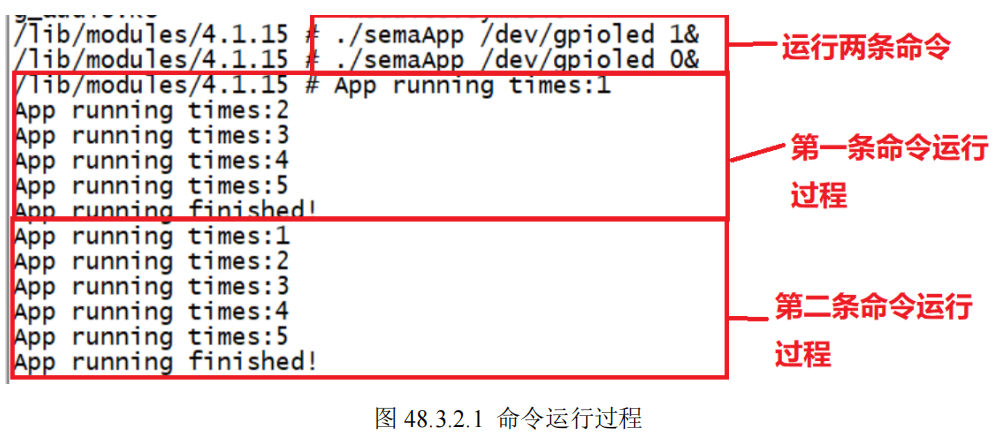 /lib/modules/4.1.15 # ./semaApp /dev/gpioled 1&
/lib/modules/4.1.15 # ./semaApp /dev/gpioled 0&
运行两条命令
/lib/modules/4.1.15 # App running times:1
App running times:2
App running times:3
App running times:4
App running times:5
App running finished!
第一条命令运行
过程
App running times:1
App running times:2
App running times:3
App running times:4
App running times:5
App running finished!
第二条命令运行
过程
图 48.3.2.1 命令运行过程